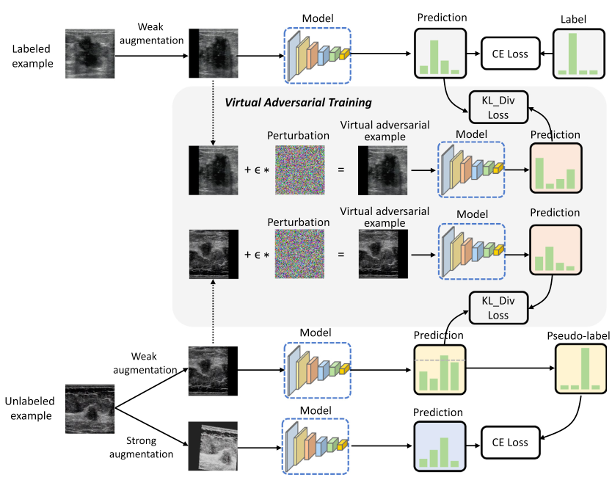 Labeled
example
Weak
augmentation
Model
Prediction
CE Loss
Label
Virtual Adversarial Training
KL_Div
Loss
Perturbation
Virtual adversarial
example
Model
Prediction
+ ϵ *
=
Perturbation
Virtual adversarial
example
Model
Prediction
+ ϵ *
=
KL_Div
Loss
Unlabeled
example
Weak
augmentation
Model
Prediction
Pseudo-label
Strong
augmentation
Model
Prediction
CE Loss